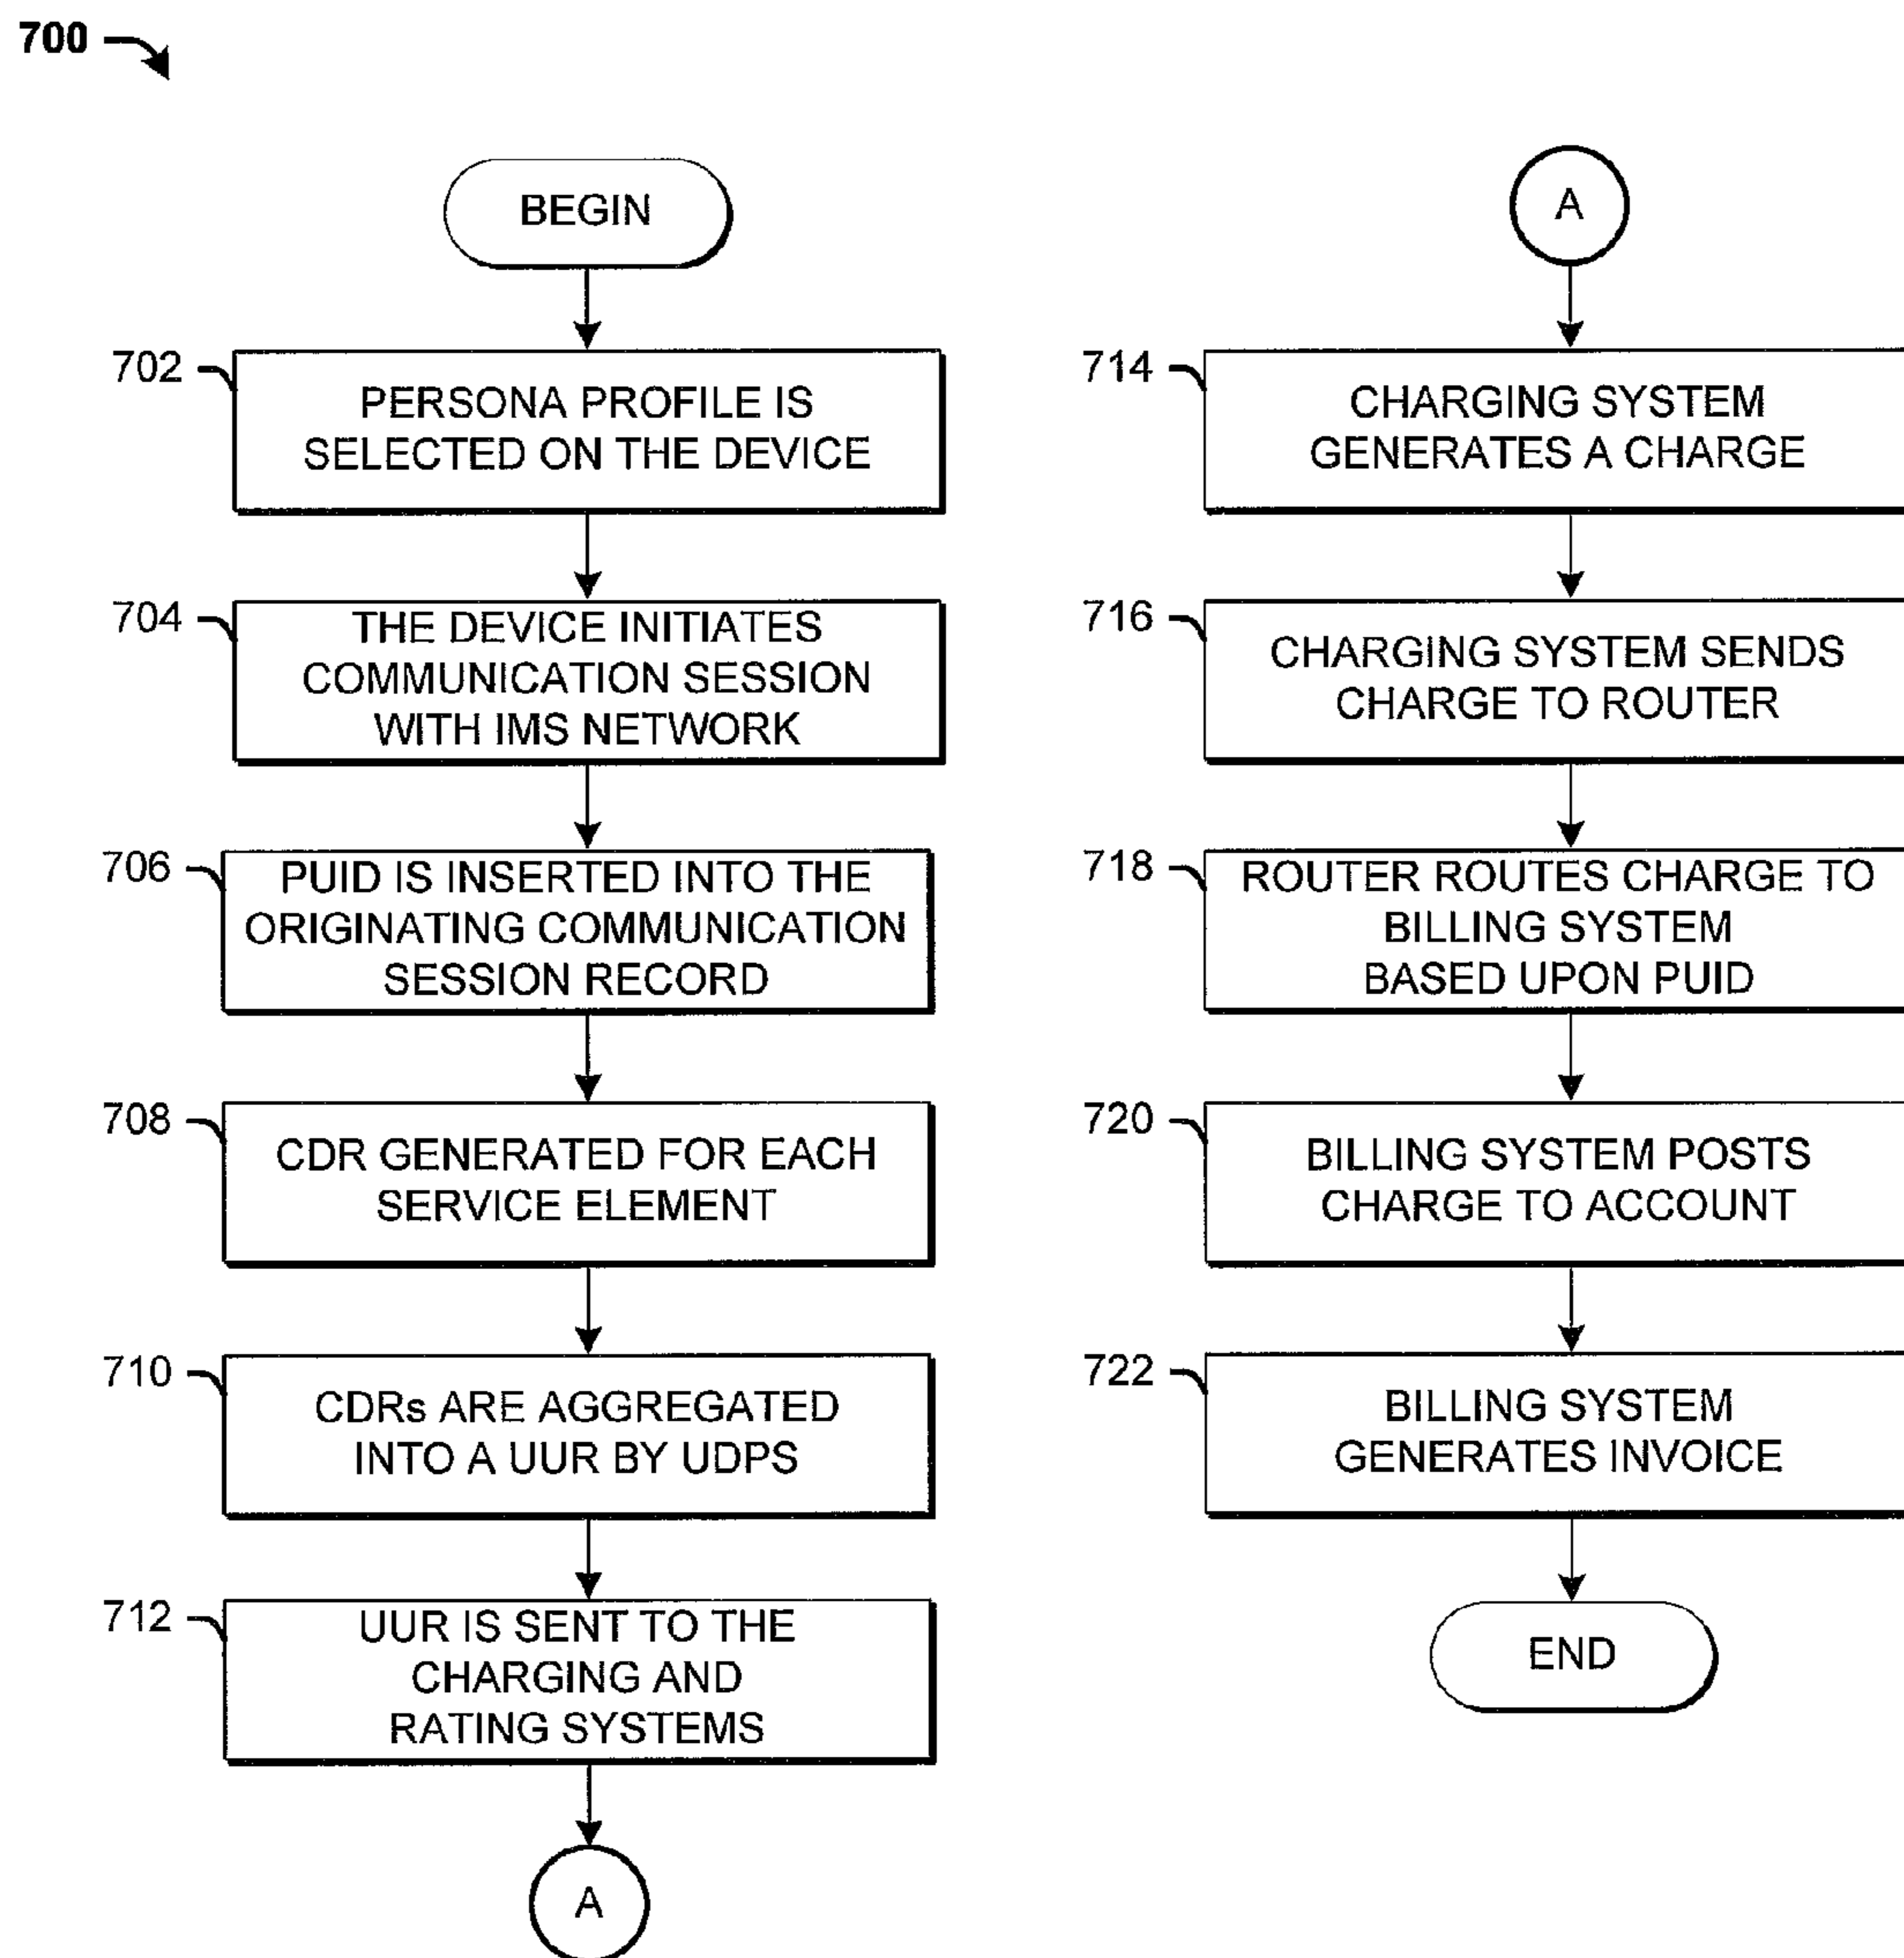 700
BEGIN
702
PERSONA PROFILE IS
SELECTED ON THE DEVICE
704
THE DEVICE INITIATES
COMMUNICATION SESSION
WITH IMS NETWORK
706
PUID IS INSERTED INTO THE
ORIGINATING COMMUNICATION
SESSION RECORD
708
CDR GENERATED FOR EACH
SERVICE ELEMENT
710
CDRs ARE AGGREGATED
INTO A UUR BY UDPS
712
UUR IS SENT TO THE
CHARGING AND
RATING SYSTEMS
A
A
714
CHARGING SYSTEM
GENERATES A CHARGE
716
CHARGING SYSTEM SENDS
CHARGE TO ROUTER
718
ROUTER ROUTES CHARGE TO
BILLING SYSTEM
BASED UPON PUID
720
BILLING SYSTEM POSTS
CHARGE TO ACCOUNT
722
BILLING SYSTEM
GENERATES INVOICE
END